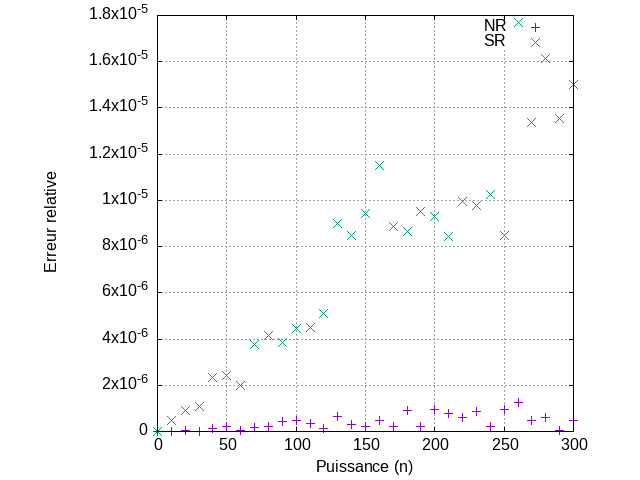 1.8x10-5
NR
SR
1.6x10-5
1.4x10-5
1.2x10-5
1x10-5
8x10-6
6x10-6
4x10-6
2x10-6
0
Erreur relative
0 50 100 150 200 250 300
Puissance (n)